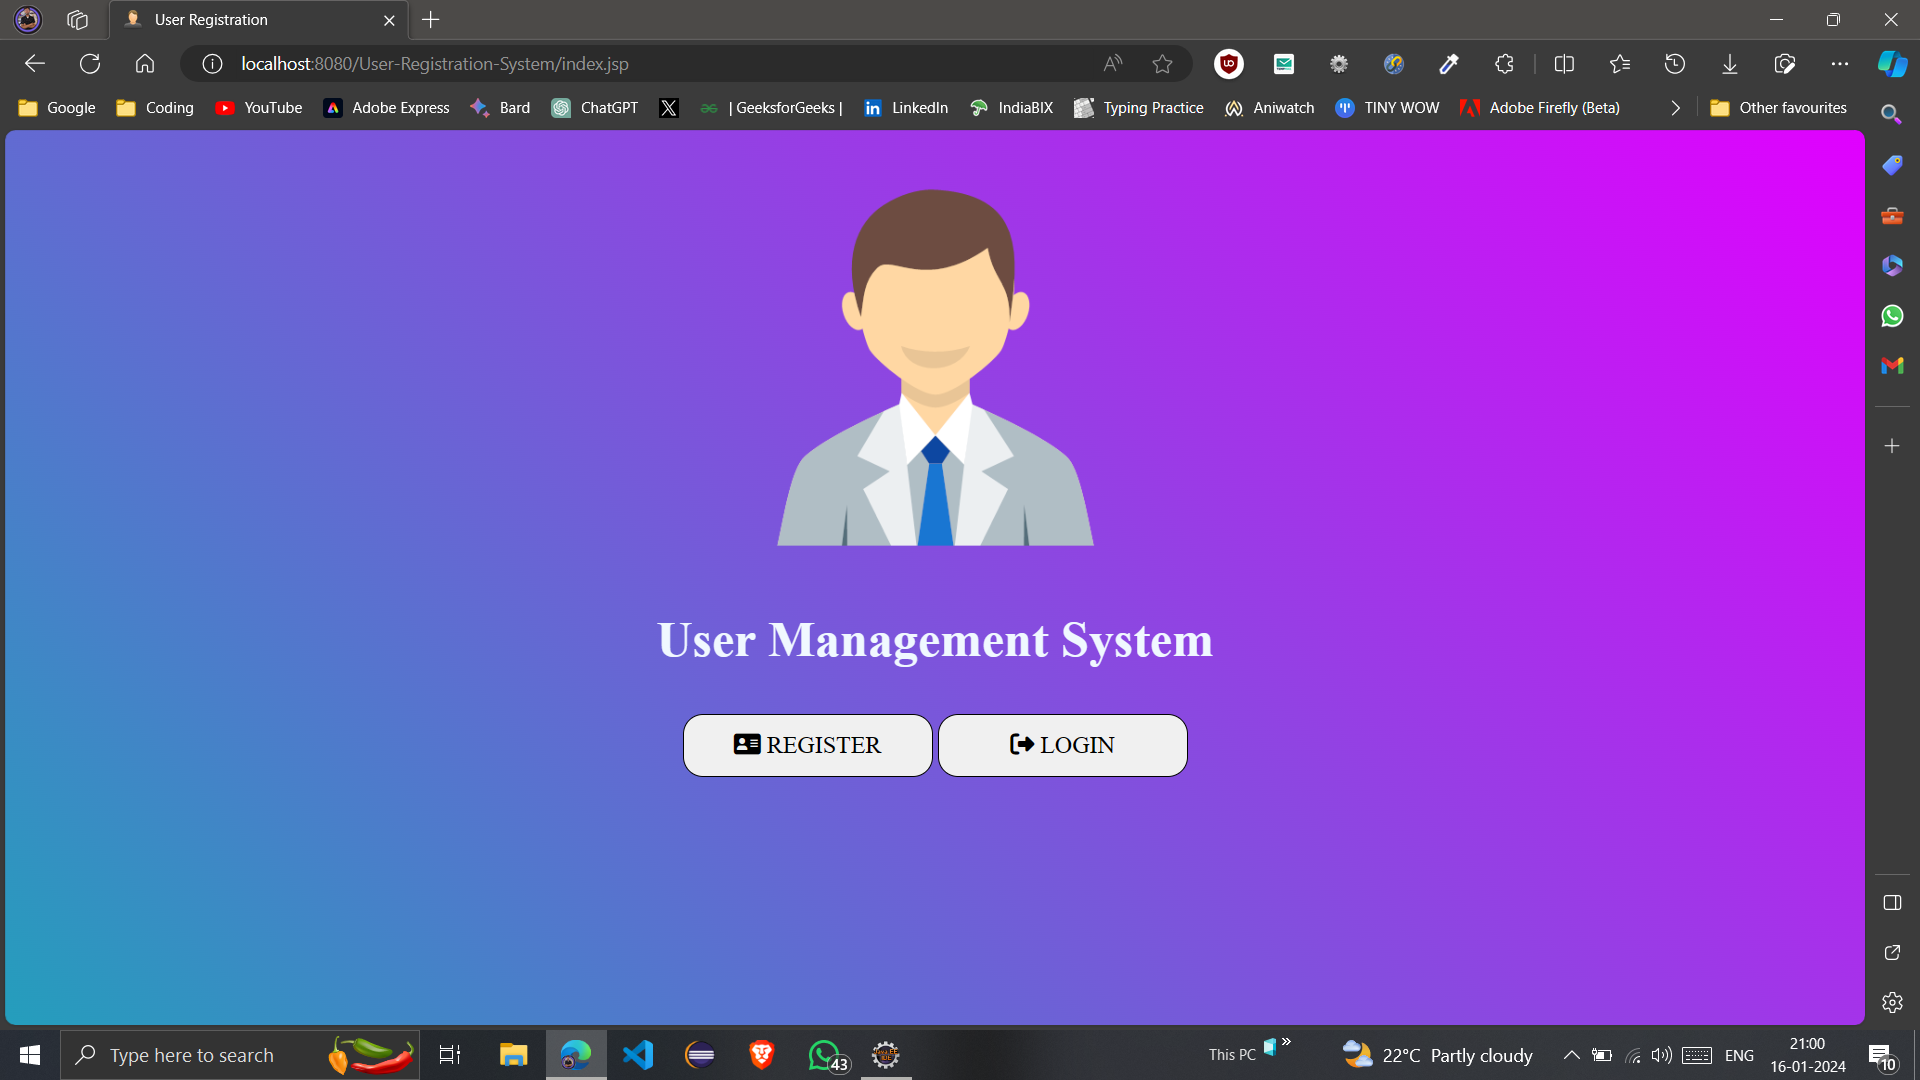 User Registration
localhost:8080/User-Registration-System/index.jsp
Google Coding YouTube Adobe Express Bard ChatGPT | GeeksforGeeks | LinkedIn IndiaBIX Typing Practice Aniwatch TINY WOW Adobe Firefly (Beta) Other favourites
User Management System
REGISTER LOGIN
Type here to search
43
This PC
22°C Partly cloudy
ENG
21:00
16-01-2024
10